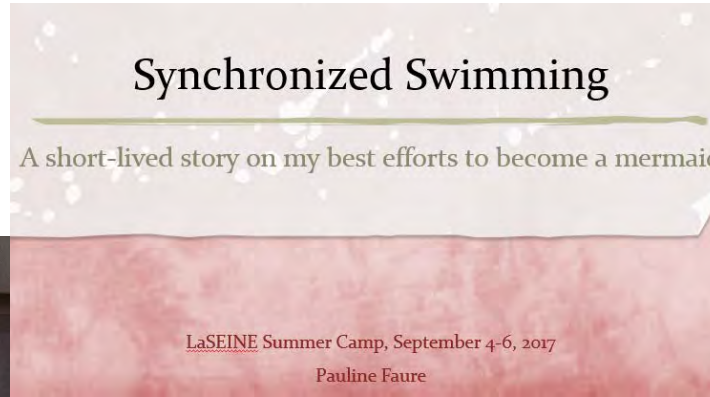 Synchronized Swimming
A short-lived story on my best efforts to become a mermaid
LaSEINE Summer Camp, September 4-6, 2017
Pauline Faure